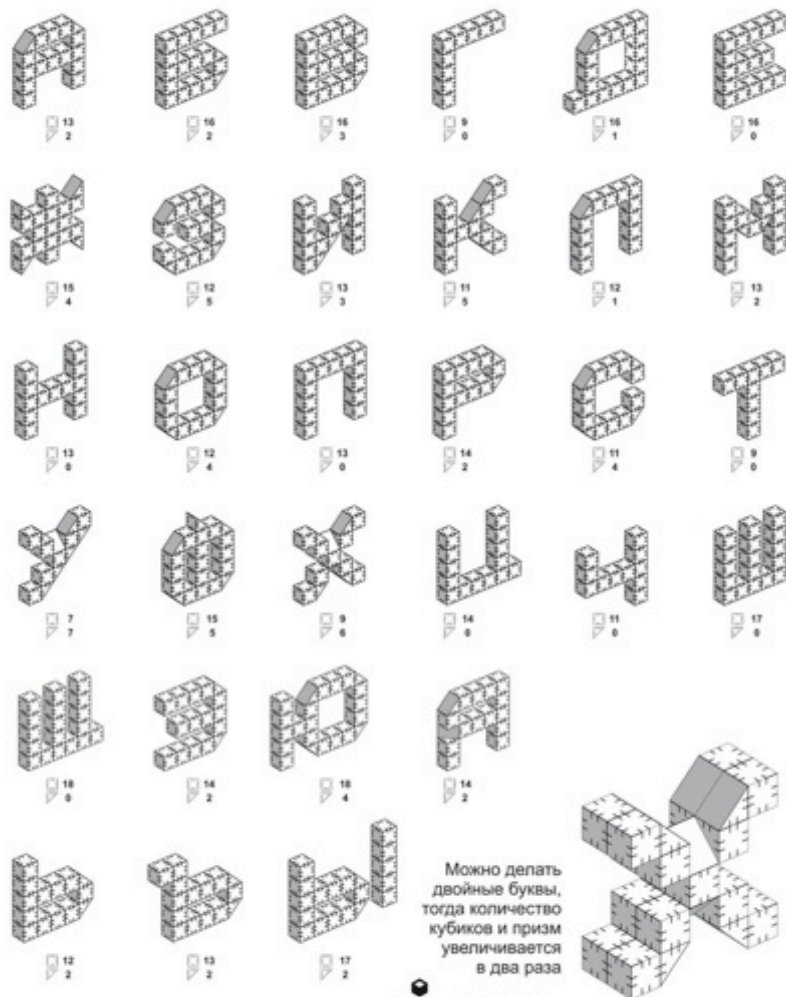 13 16 16 9 16 16
2 2 3 0 1 0
15 12 13 11 12 13
4 5 3 5 1 2
13 12 13 14 11 9
0 4 0 2 4 0
7 15 9 14 11 17
7 5 6 0 0 0
18 14 18 14
0 2 4 2
12 13 17
2 2 2
Можно делать
двойные буквы,
тогда количество
кубиков и призм
увеличивается
в два раза